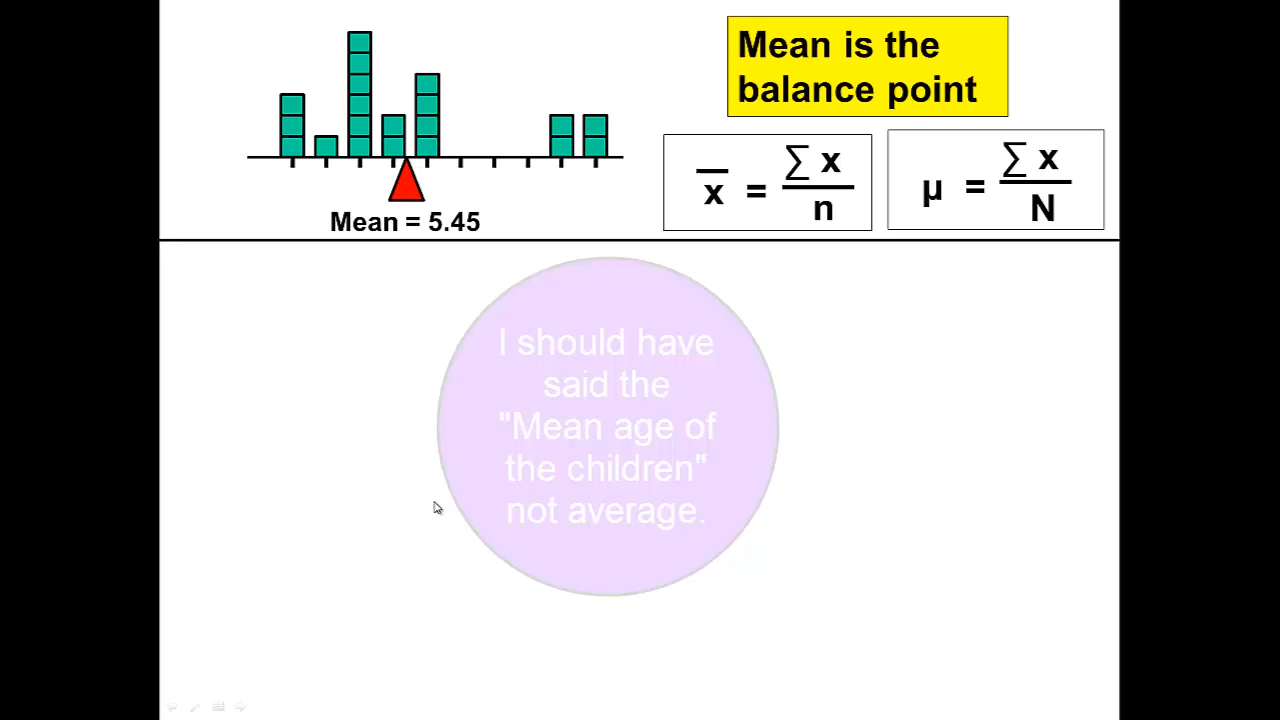 Mean is the
balance point
x̅ = ∑ x / n
µ = ∑ x / N
Mean = 5.45
I should have
said the
"Mean age of
the children"
not average.